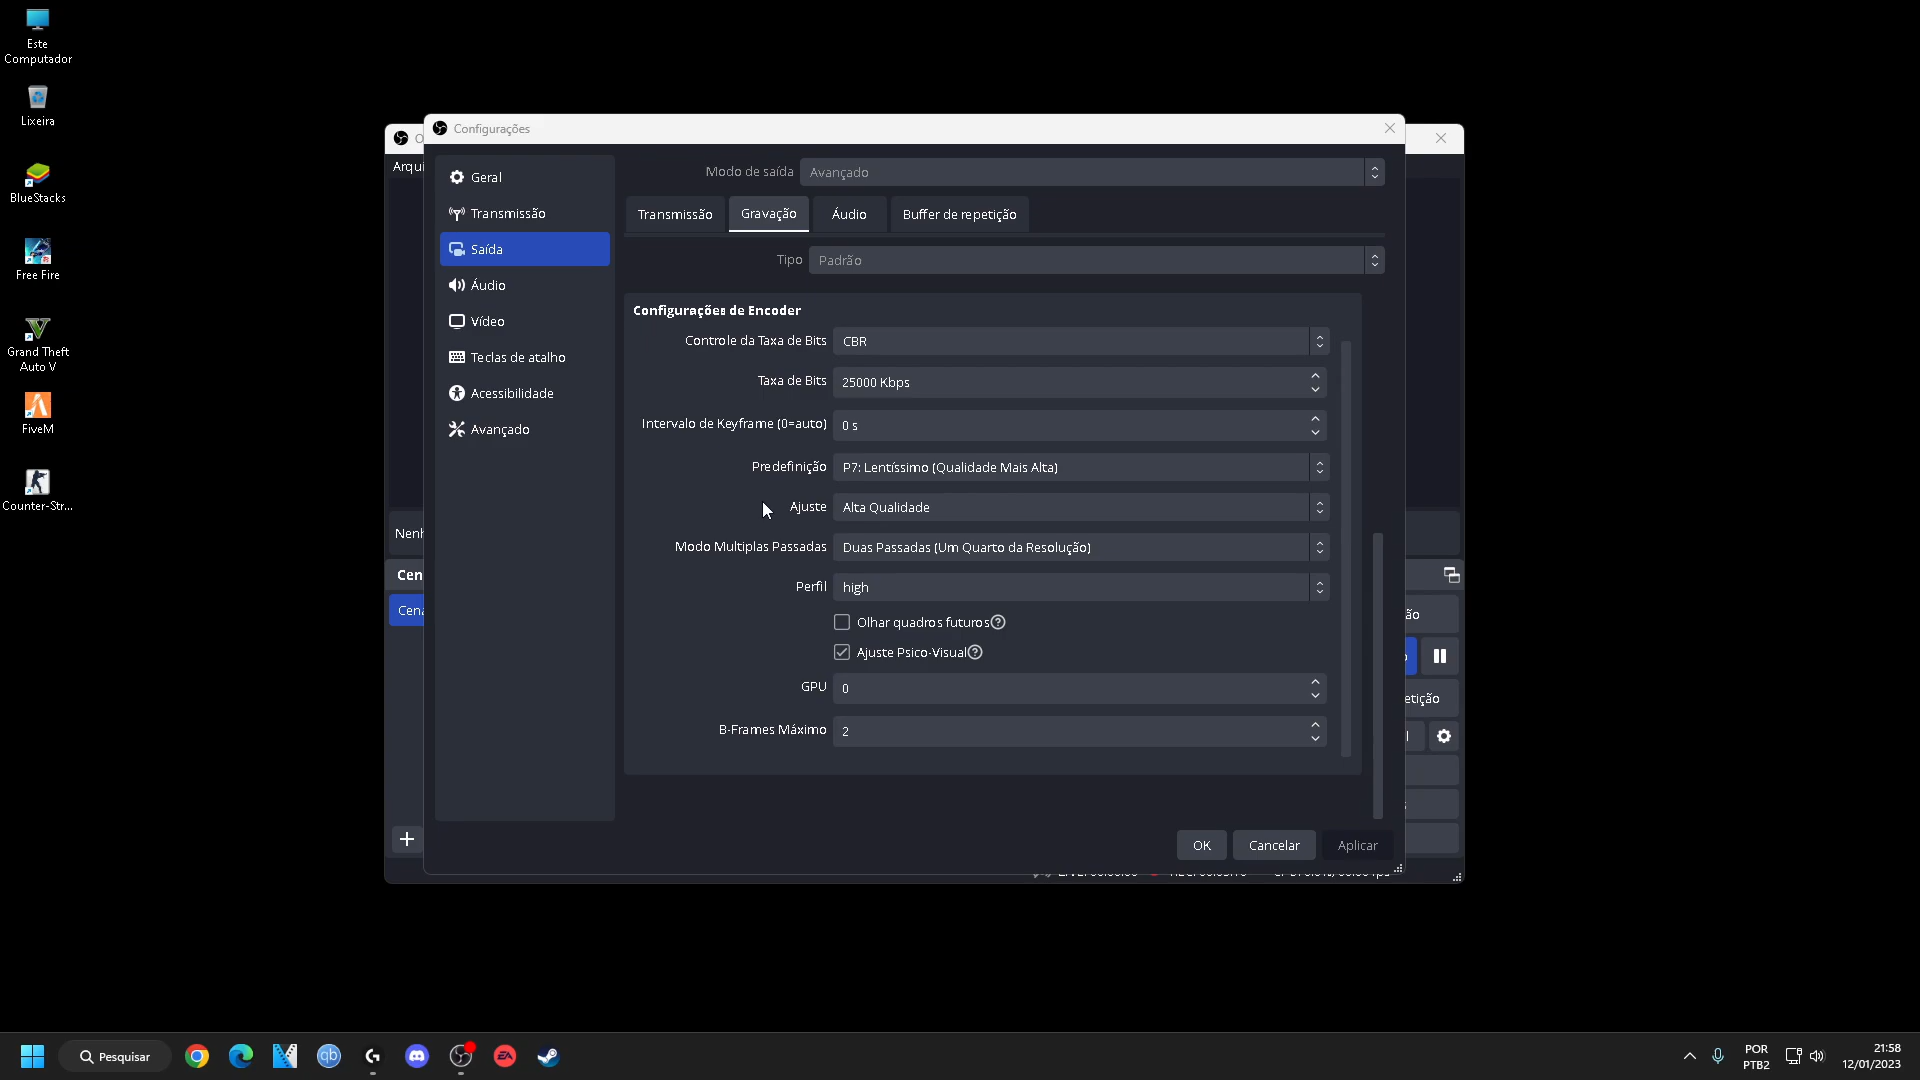 Este
Computador
Lixeira
BlueStacks
Free Fire
Grand Theft
Auto V
FiveM
Counter-Str...
Arqui
Nenh
Cen
Cena
Configurações
Geral
Transmissão
Saída
Áudio
Vídeo
Teclas de atalho
Acessibilidade
Avançado
Modo de saída Avançado
Transmissão Gravação Áudio Buffer de repetição
Tipo Padrão
Configurações de Encoder
Controle da Taxa de Bits CBR
Taxa de Bits 25000 Kbps
Intervalo de Keyframe (0=auto) 0 s
Predefinição P7: Lentíssimo (Qualidade Mais Alta)
Ajuste Alta Qualidade
Modo Multiplas Passadas Duas Passadas (Um Quarto da Resolução)
Perfil high
Olhar quadros futuros
Ajuste Psico-Visual
GPU 0
B-Frames Máximo 2
OK Cancelar Aplicar
ão
etição
Pesquisar
POR
PTB2
21:58
12/01/2023